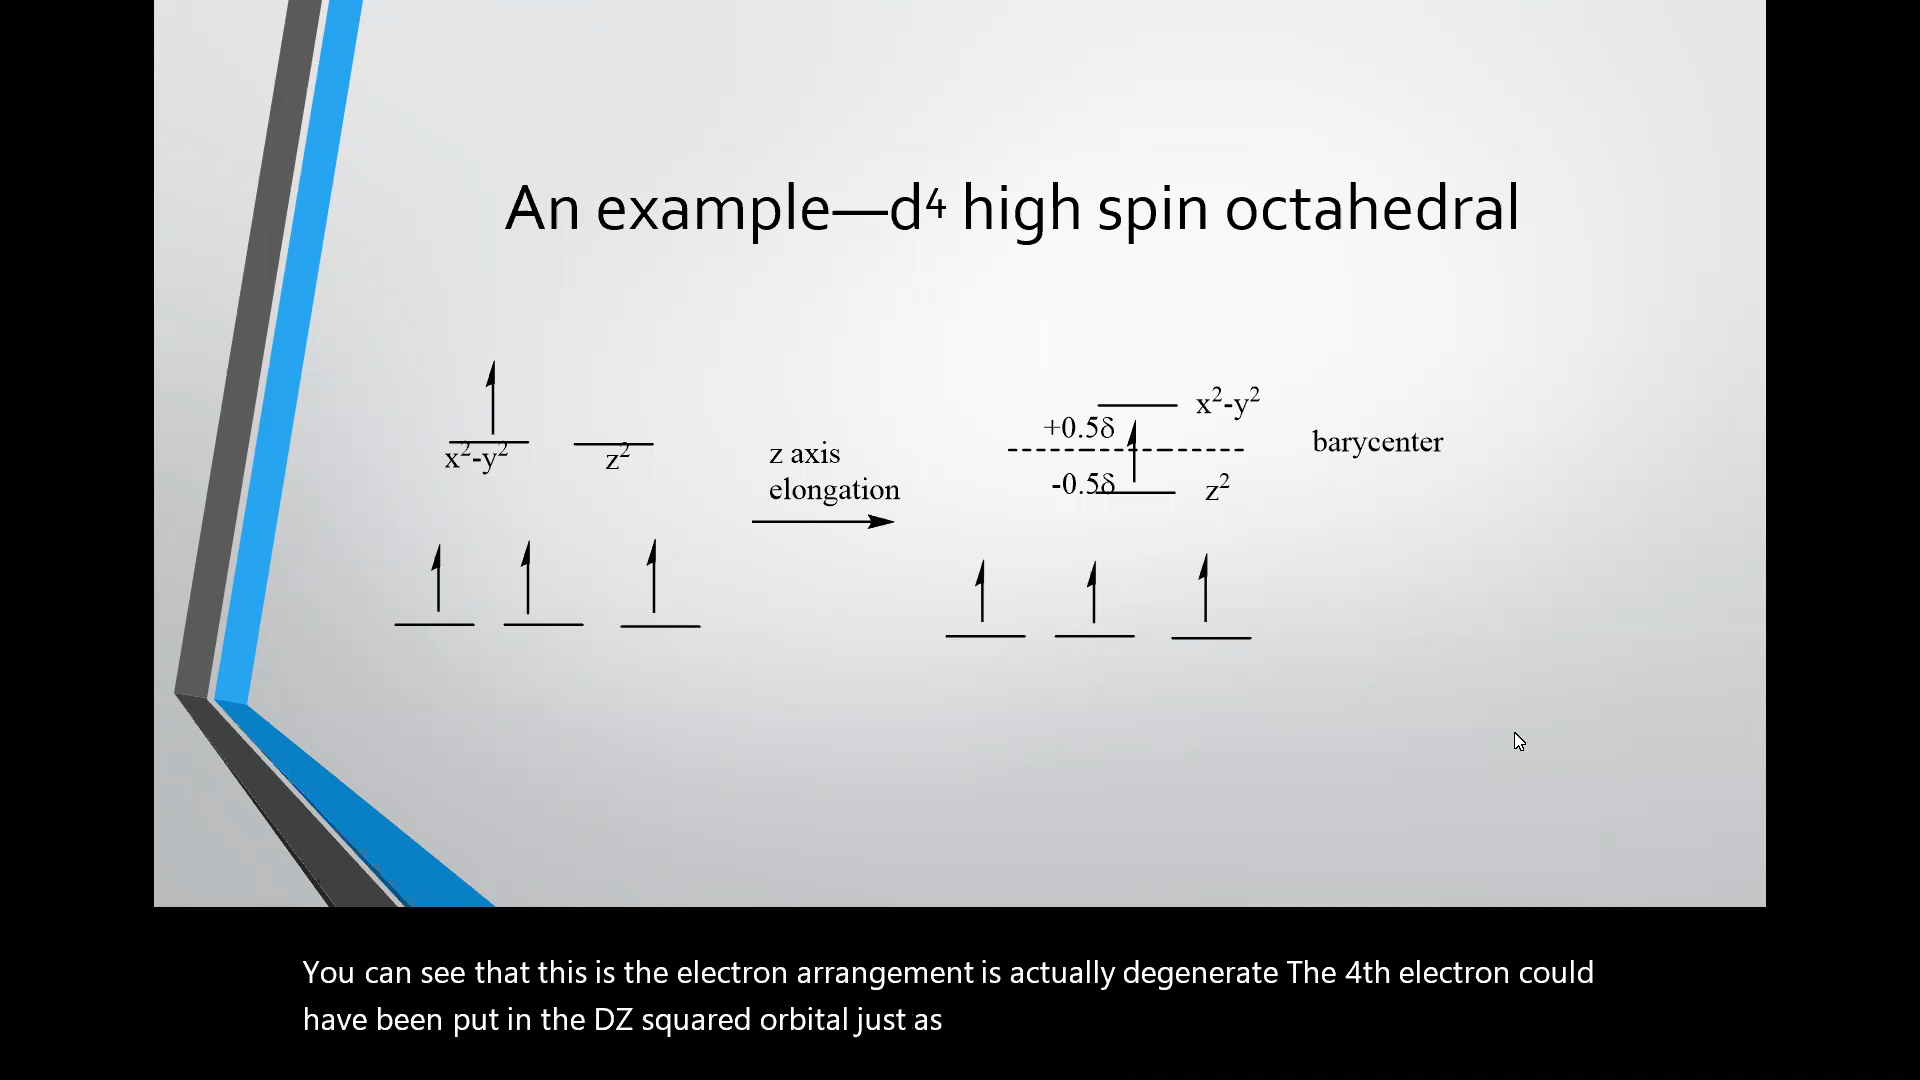 An example—d⁴ high spin octahedral
x²-y²
z²
z axis
elongation
x²-y²
+0.5δ
barycenter
-0.5δ
z²
You can see that this is the electron arrangement is actually degenerate The 4th electron could
have been put in the DZ squared orbital just as